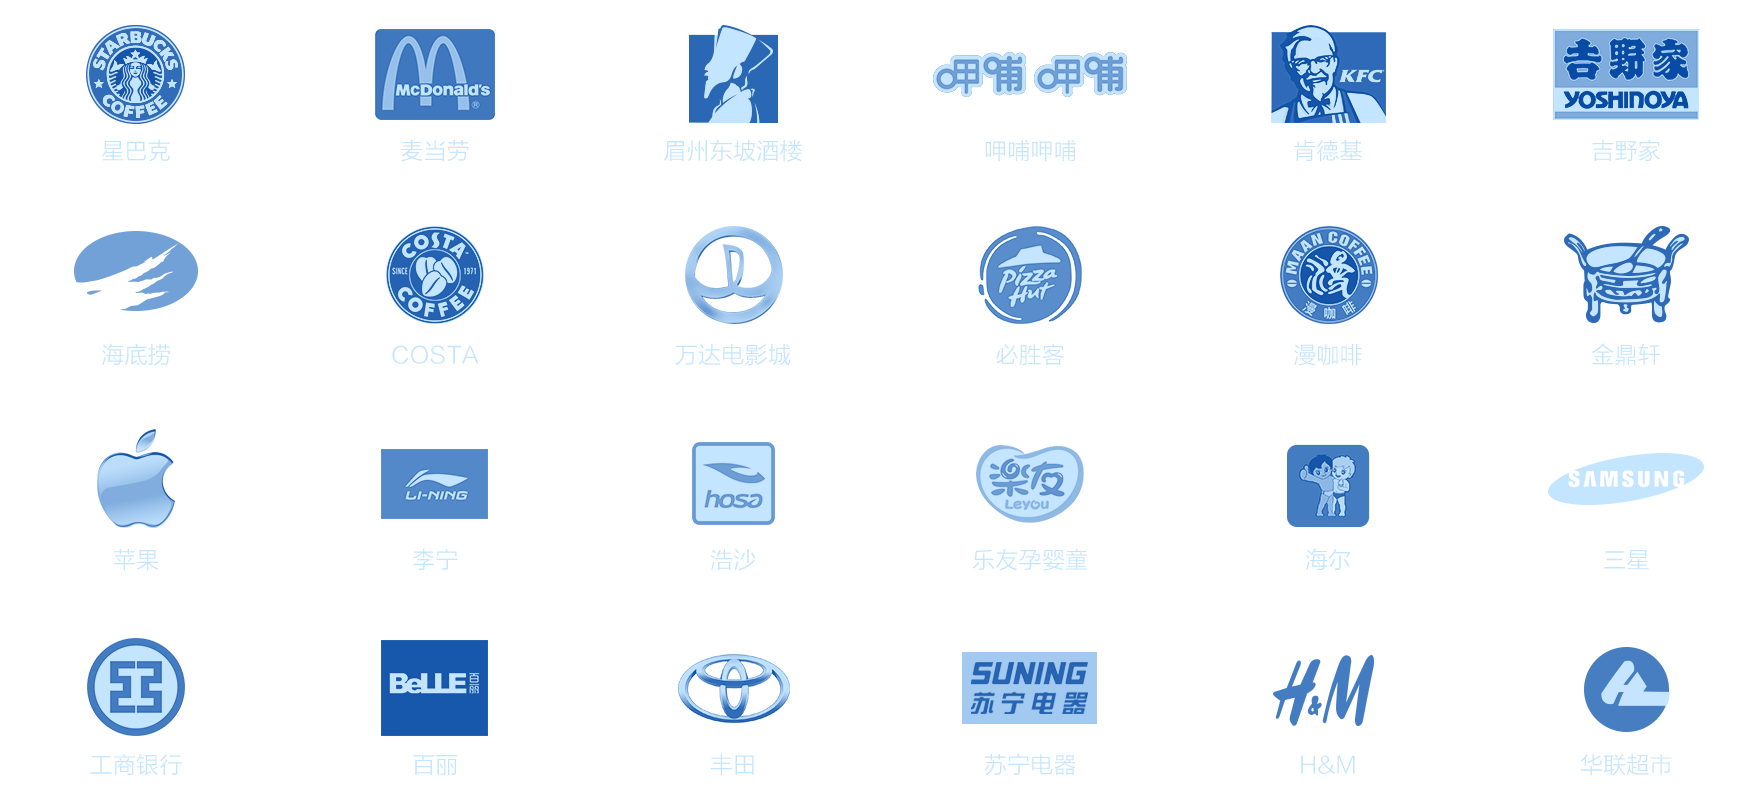 STARBUCKS
COFFEE
McDonald's
®
呷哺 呷哺
KFC
吉野家
YOSHINOYA
星巴克
麦当劳
眉州东坡酒楼
呷哺呷哺
肯德基
吉野家
COSTA
SINCE 1971
COFFEE
Pizza
Hut
MAAN COFFEE
漫
漫咖啡
海底捞
COSTA
万达电影城
必胜客
漫咖啡
金鼎轩
LI-NING
hosa
楽友
Leyou
SAMSUNG
苹果
李宁
浩沙
乐友孕婴童
海尔
三星
BeLLE 百丽
SUNING
苏宁电器
H&M
工商银行
百丽
丰田
苏宁电器
H&M
华联超市